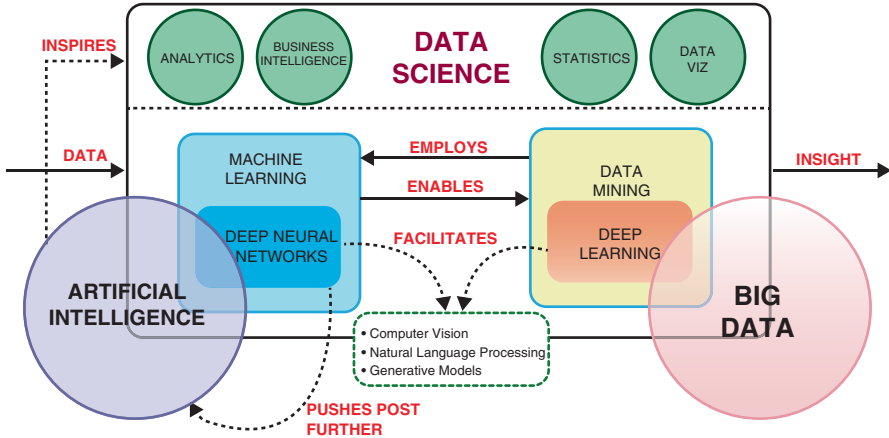 INSPIRES
ANALYTICS
BUSINESS
INTELLIGENCE
DATA
SCIENCE
STATISTICS
DATA
VIZ
DATA
MACHINE
LEARNING
EMPLOYS
ENABLES
DATA
MINING
INSIGHT
DEEP NEURAL
NETWORKS
FACILITATES
DEEP
LEARNING
ARTIFICIAL
INTELLIGENCE
BIG
DATA
• Computer Vision
• Natural Language Processing
• Generative Models
PUSHES POST
FURTHER